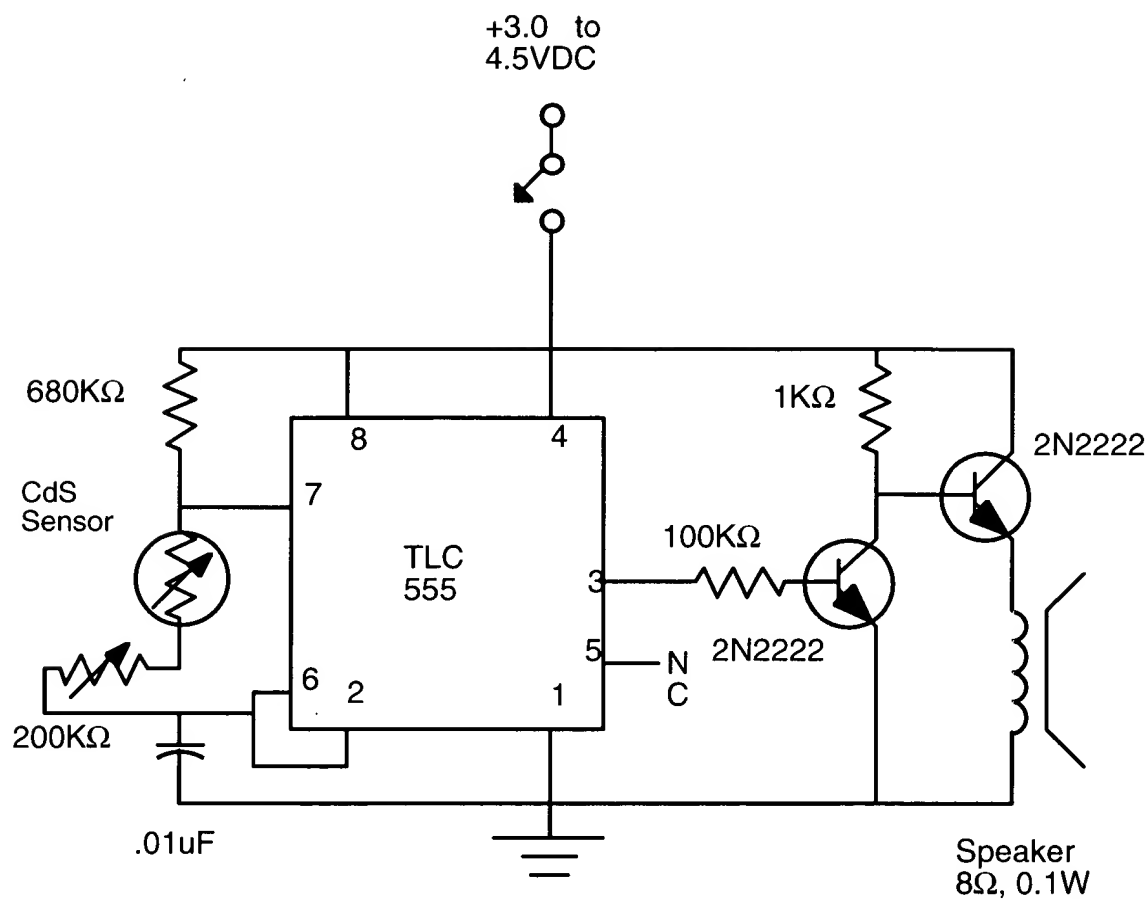 +3.0 to
4.5VDC
680KΩ
1KΩ
8
4
2N2222
CdS
Sensor
7
100KΩ
TLC
555
3
5
N
C
2N2222
6
2
1
200KΩ
.01uF
Speaker
8Ω, 0.1W